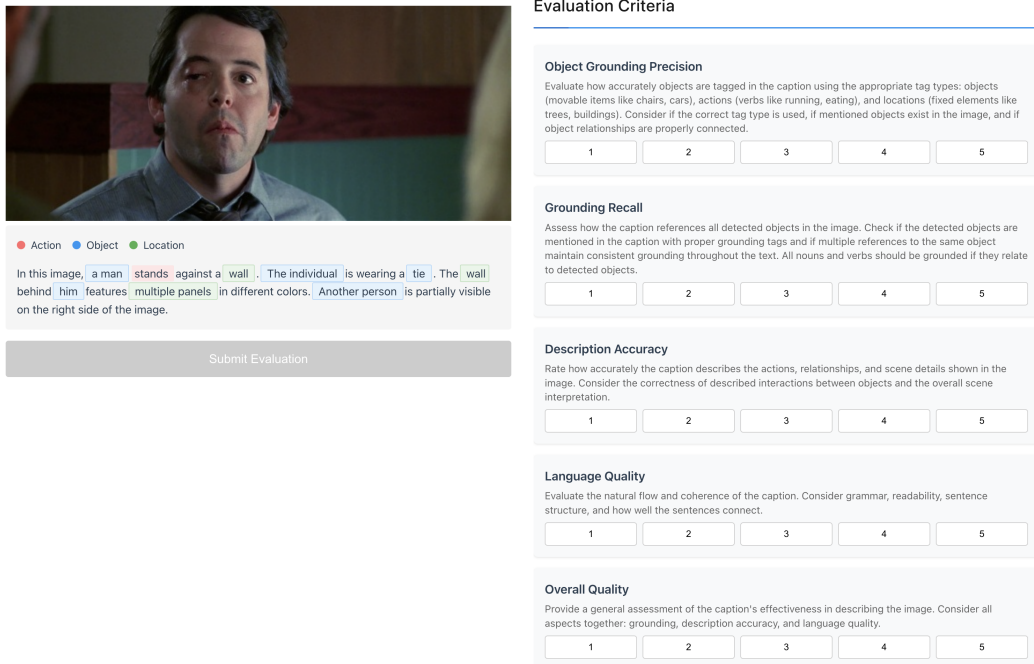 Action Object Location
In this image, a man stands against a wall . The individual is wearing a tie . The wall
behind him features multiple panels in different colors. Another person is partially visible
on the right side of the image.
Submit Evaluation
Evaluation Criteria
Object Grounding Precision
Evaluate how accurately objects are tagged in the caption using the appropriate tag types: objects
(movable items like chairs, cars), actions (verbs like running, eating), and locations (fixed elements like
trees, buildings). Consider if the correct tag type is used, if mentioned objects exist in the image, and if
object relationships are properly connected.
1 2 3 4 5
Grounding Recall
Assess how the caption references all detected objects in the image. Check if the detected objects are
mentioned in the caption with proper grounding tags and if multiple references to the same object
maintain consistent grounding throughout the text. All nouns and verbs should be grounded if they relate
to detected objects.
1 2 3 4 5
Description Accuracy
Rate how accurately the caption describes the actions, relationships, and scene details shown in the
image. Consider the correctness of described interactions between objects and the overall scene
interpretation.
1 2 3 4 5
Language Quality
Evaluate the natural flow and coherence of the caption. Consider grammar, readability, sentence
structure, and how well the sentences connect.
1 2 3 4 5
Overall Quality
Provide a general assessment of the caption's effectiveness in describing the image. Consider all
aspects together: grounding, description accuracy, and language quality.
1 2 3 4 5